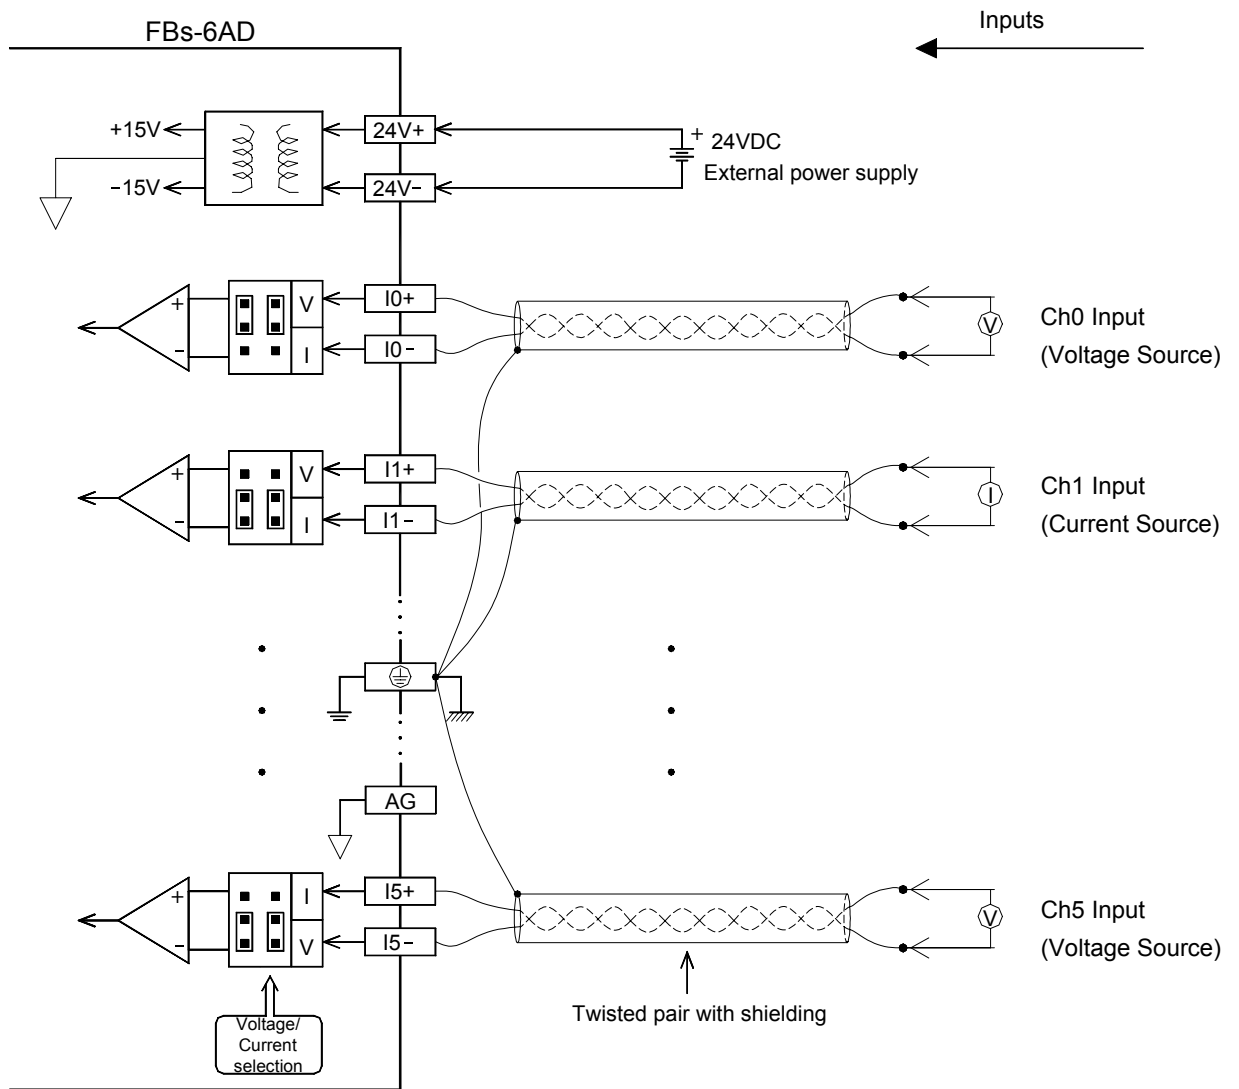 FBs-6AD
Inputs
+15V
24V+
+ 24VDC
External power supply
−15V
24V−
+
V
I0+
−
I
I0−
V
Ch0 Input
(Voltage Source)
+
V
I1+
−
I
I1−
I
Ch1 Input
(Current Source)
AG
+
I
I5+
−
V
I5−
V
Ch5 Input
(Voltage Source)
Twisted pair with shielding
Voltage/
Current
selection